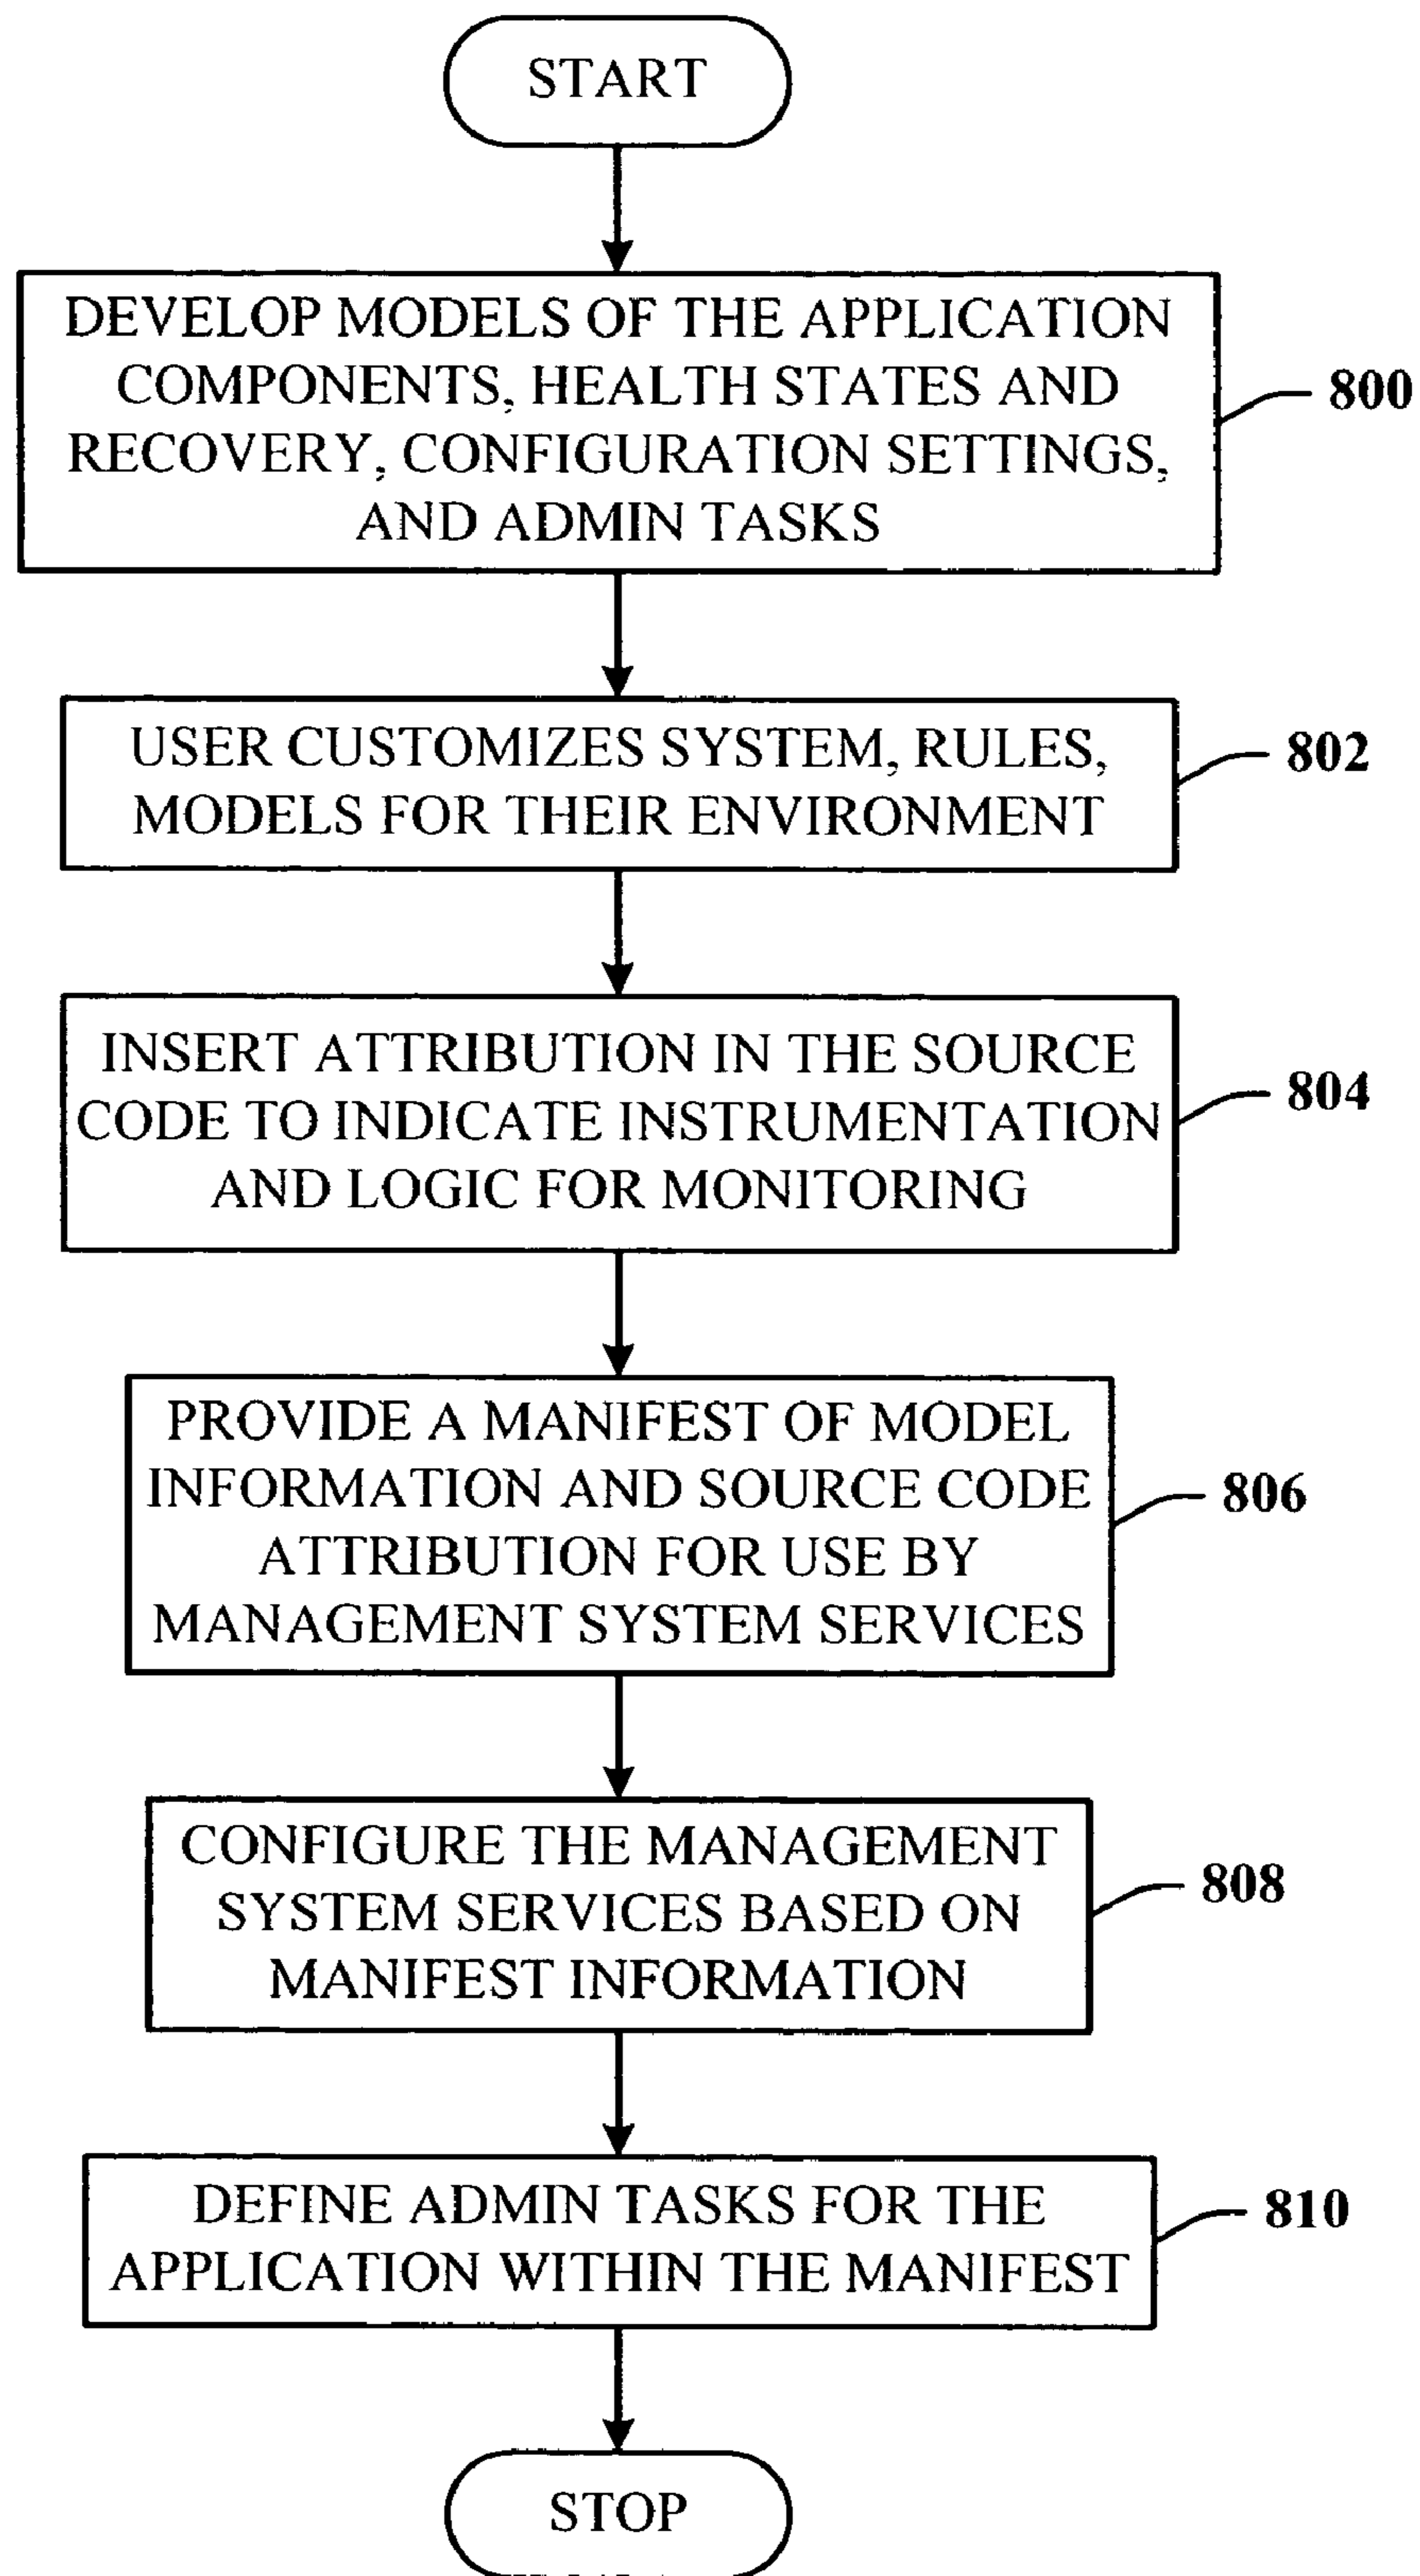 START
DEVELOP MODELS OF THE APPLICATION
COMPONENTS, HEALTH STATES AND
RECOVERY, CONFIGURATION SETTINGS,
AND ADMIN TASKS
800
USER CUSTOMIZES SYSTEM, RULES,
MODELS FOR THEIR ENVIRONMENT
802
INSERT ATTRIBUTION IN THE SOURCE
CODE TO INDICATE INSTRUMENTATION
AND LOGIC FOR MONITORING
804
PROVIDE A MANIFEST OF MODEL
INFORMATION AND SOURCE CODE
ATTRIBUTION FOR USE BY
MANAGEMENT SYSTEM SERVICES
806
CONFIGURE THE MANAGEMENT
SYSTEM SERVICES BASED ON
MANIFEST INFORMATION
808
DEFINE ADMIN TASKS FOR THE
APPLICATION WITHIN THE MANIFEST
810
STOP